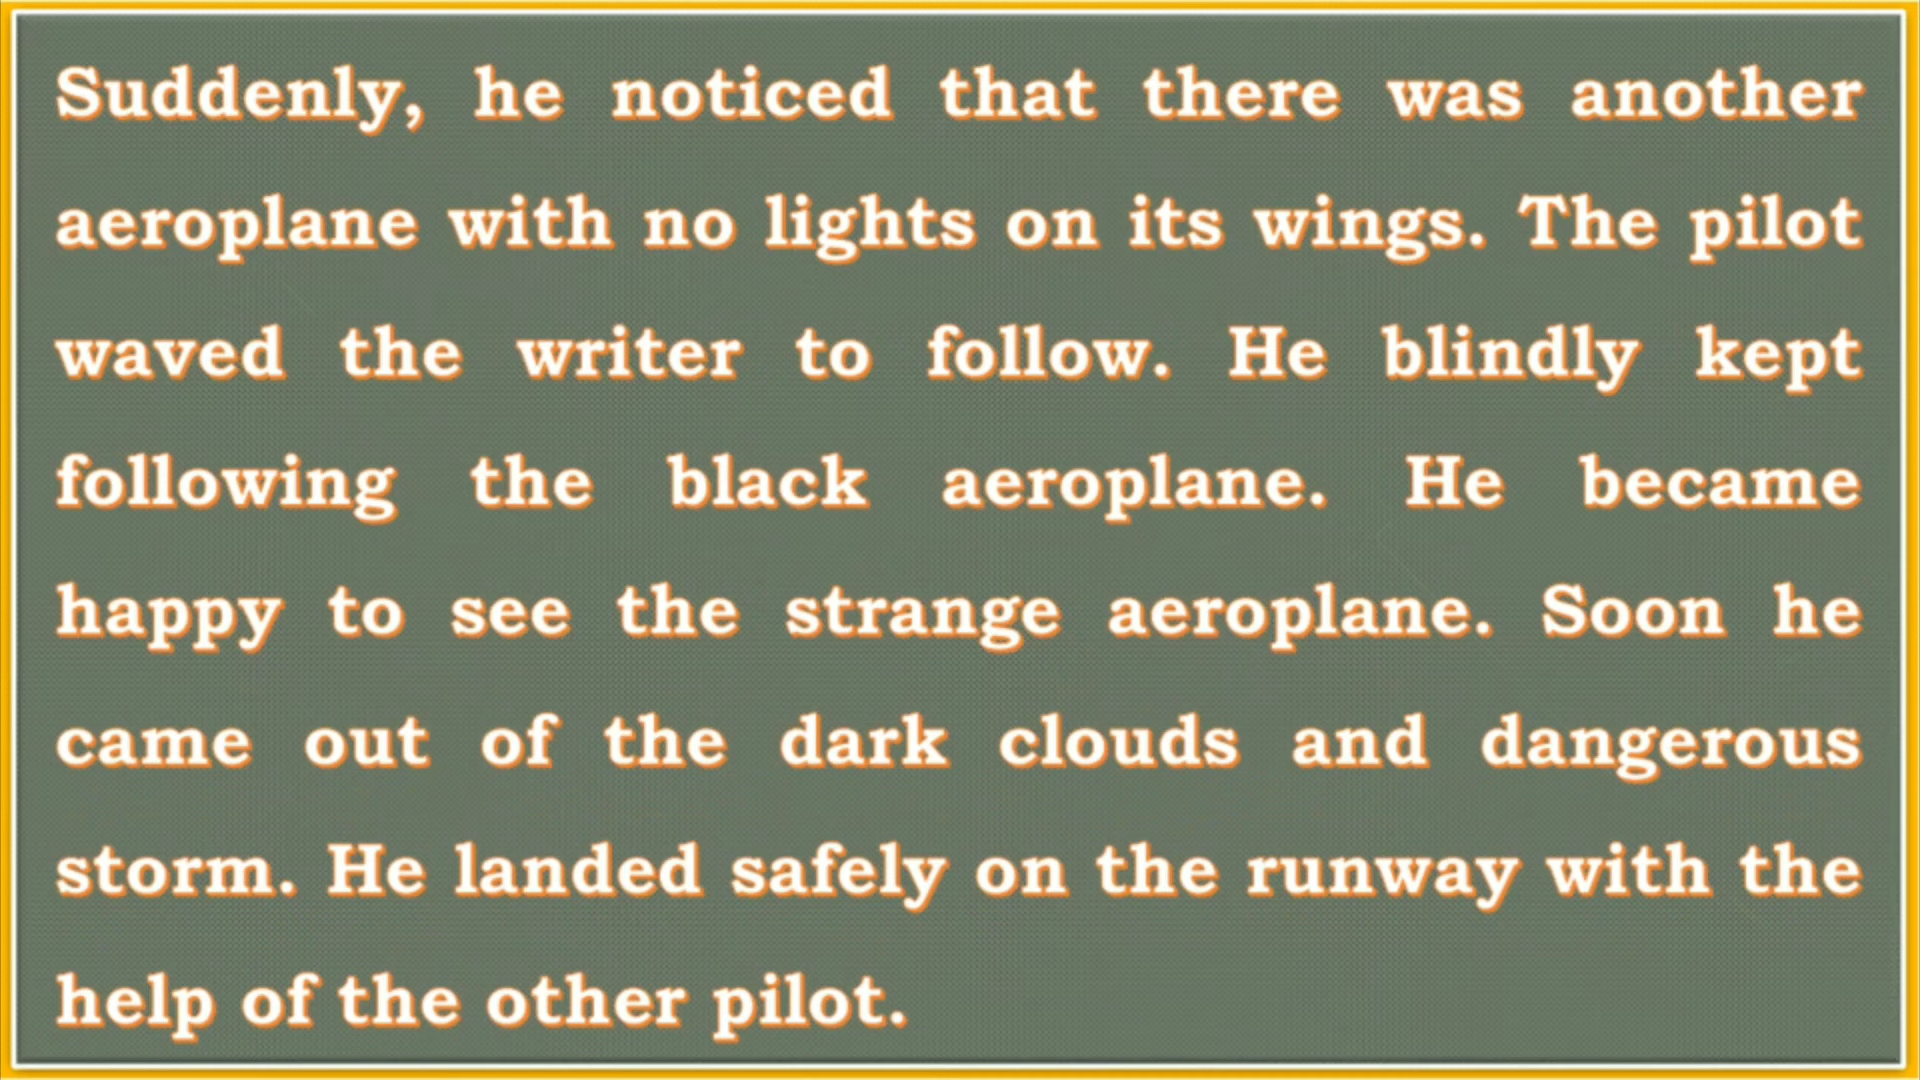 Suddenly, he noticed that there was another
aeroplane with no lights on its wings. The pilot
waved the writer to follow. He blindly kept
following the black aeroplane. He became
happy to see the strange aeroplane. Soon he
came out of the dark clouds and dangerous
storm. He landed safely on the runway with the
help of the other pilot.